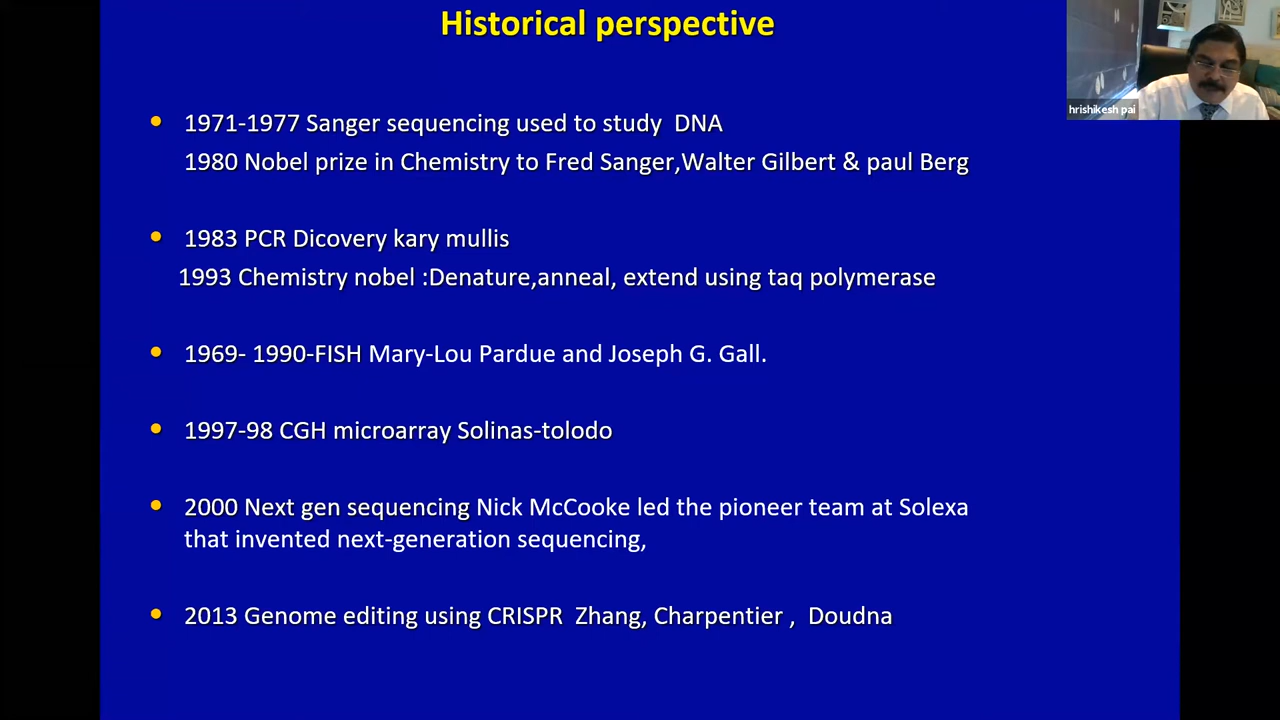 Historical perspective
hrishikesh pai
1971-1977 Sanger sequencing used to study DNA
1980 Nobel prize in Chemistry to Fred Sanger,Walter Gilbert & paul Berg
1983 PCR Dicovery kary mullis
1993 Chemistry nobel :Denature,anneal, extend using taq polymerase
1969- 1990-FISH Mary-Lou Pardue and Joseph G. Gall.
1997-98 CGH microarray Solinas-tolodo
2000 Next gen sequencing Nick McCooke led the pioneer team at Solexa
that invented next-generation sequencing,
2013 Genome editing using CRISPR Zhang, Charpentier , Doudna